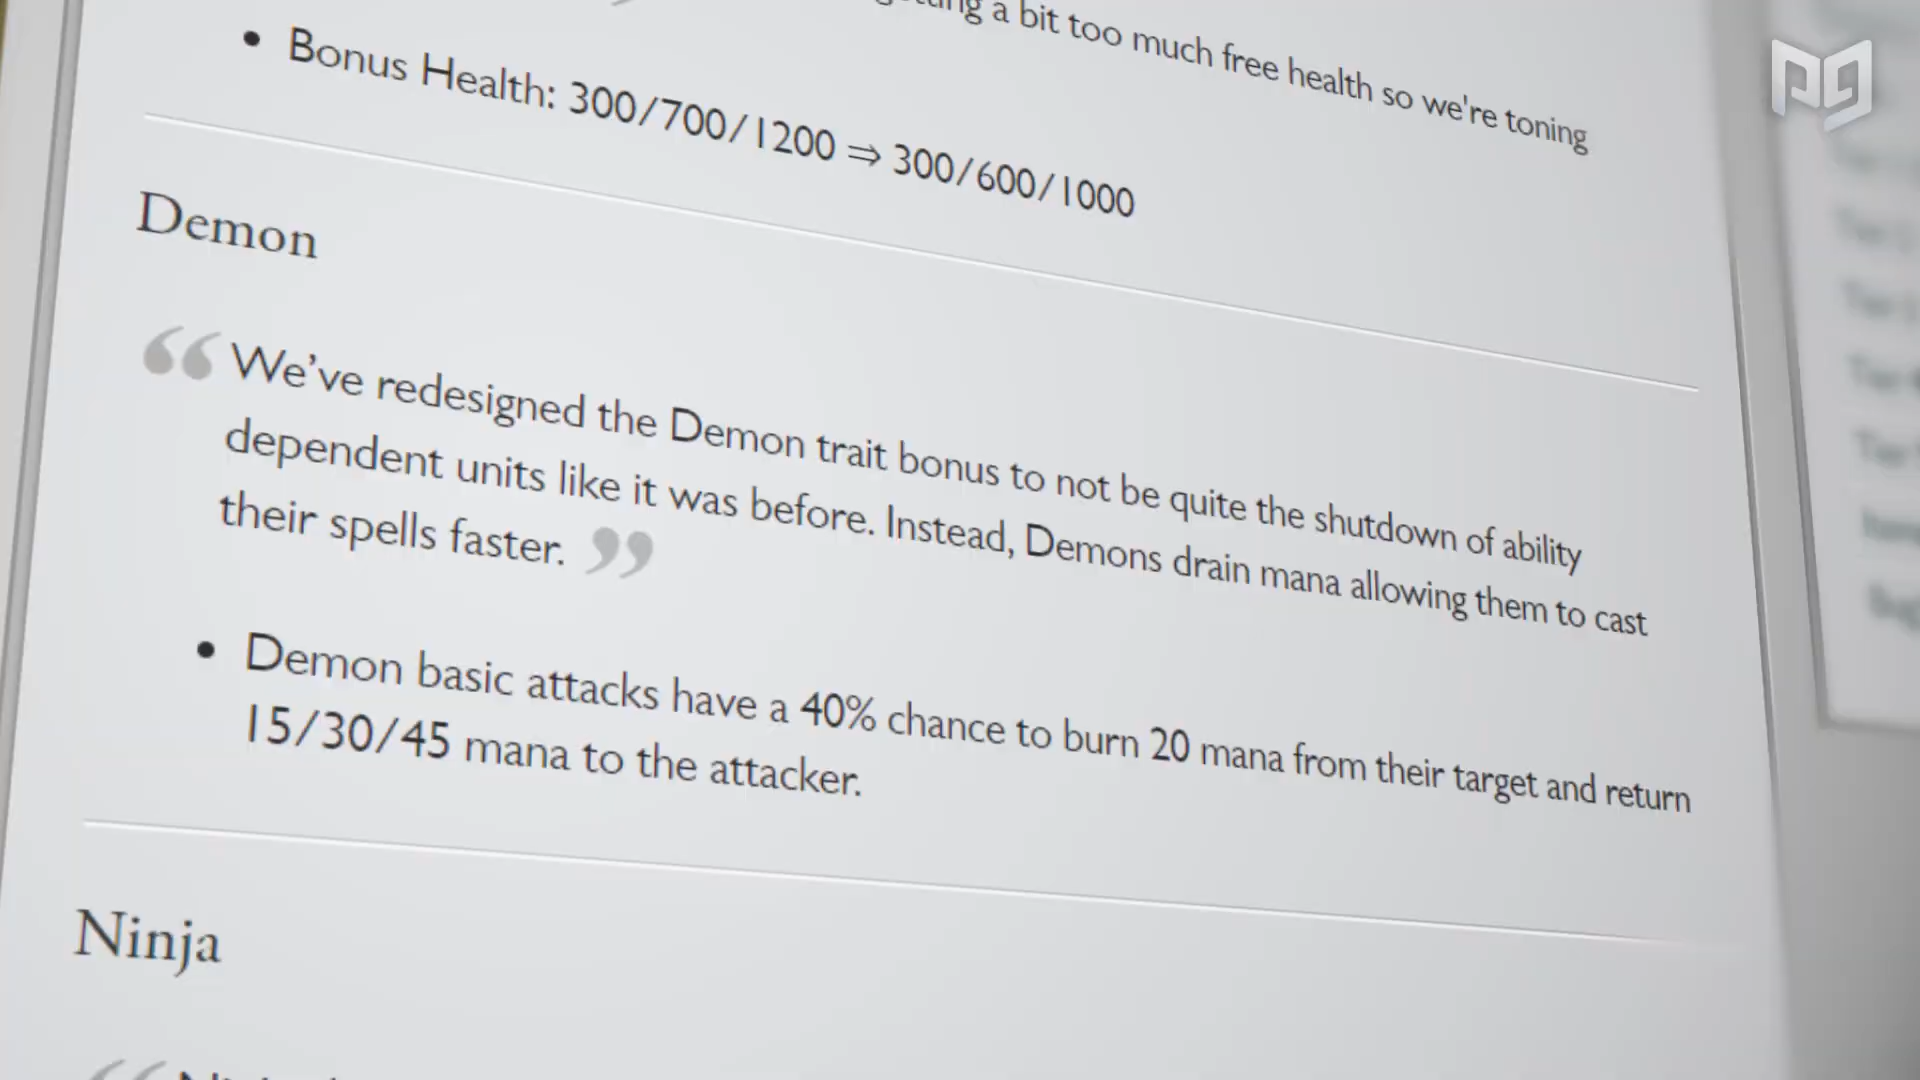 a bit too much free health so we're toning
• Bonus Health: 300/700/1200 ⇒ 300/600/1000
Demon
“We’ve redesigned the Demon trait bonus to not be quite the shutdown of ability
dependent units like it was before. Instead, Demons drain mana allowing them to cast
their spells faster.”
• Demon basic attacks have a 40% chance to burn 20 mana from their target and return
15/30/45 mana to the attacker.
Ninja